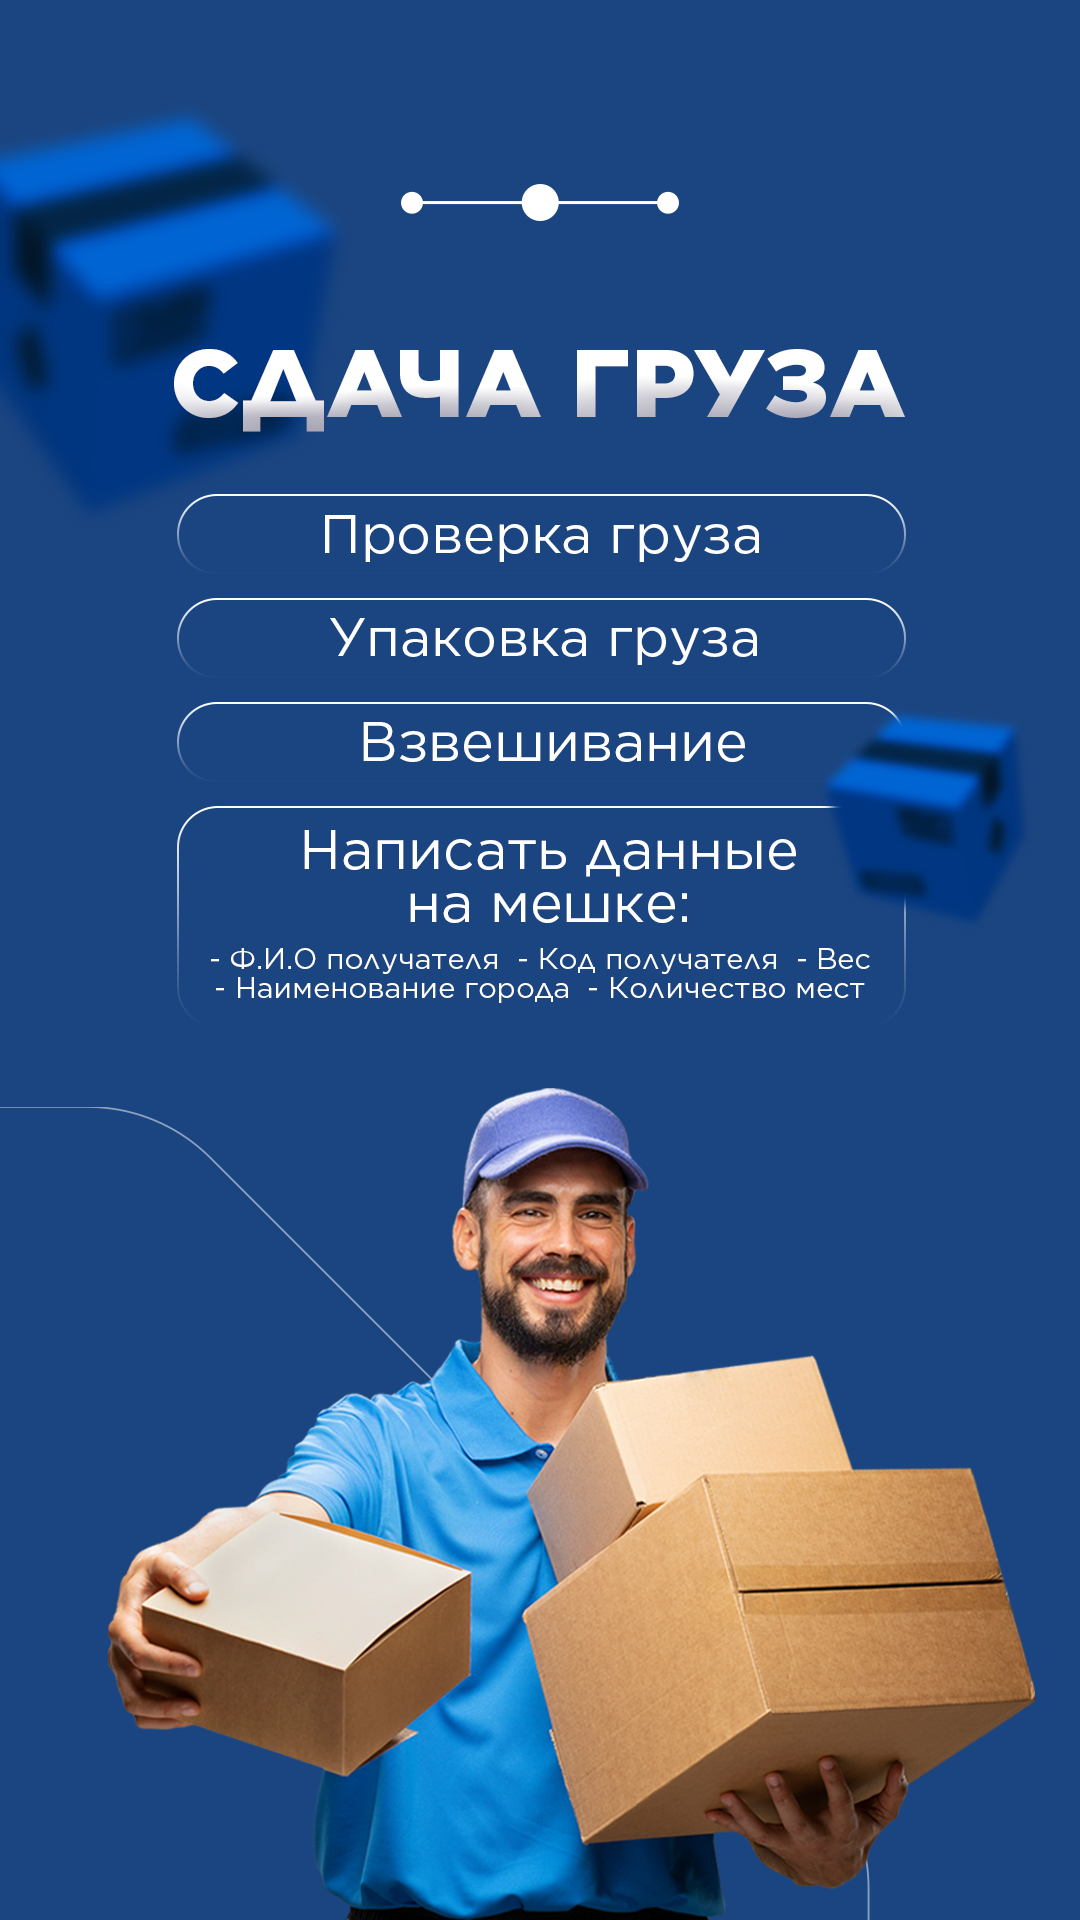 СДАЧА ГРУЗА
Проверка груза
Упаковка груза
Взвешивание
Написать данные
на мешке:
- Ф.И.О получателя - Код получателя - Вес
- Наименование города - Количество мест